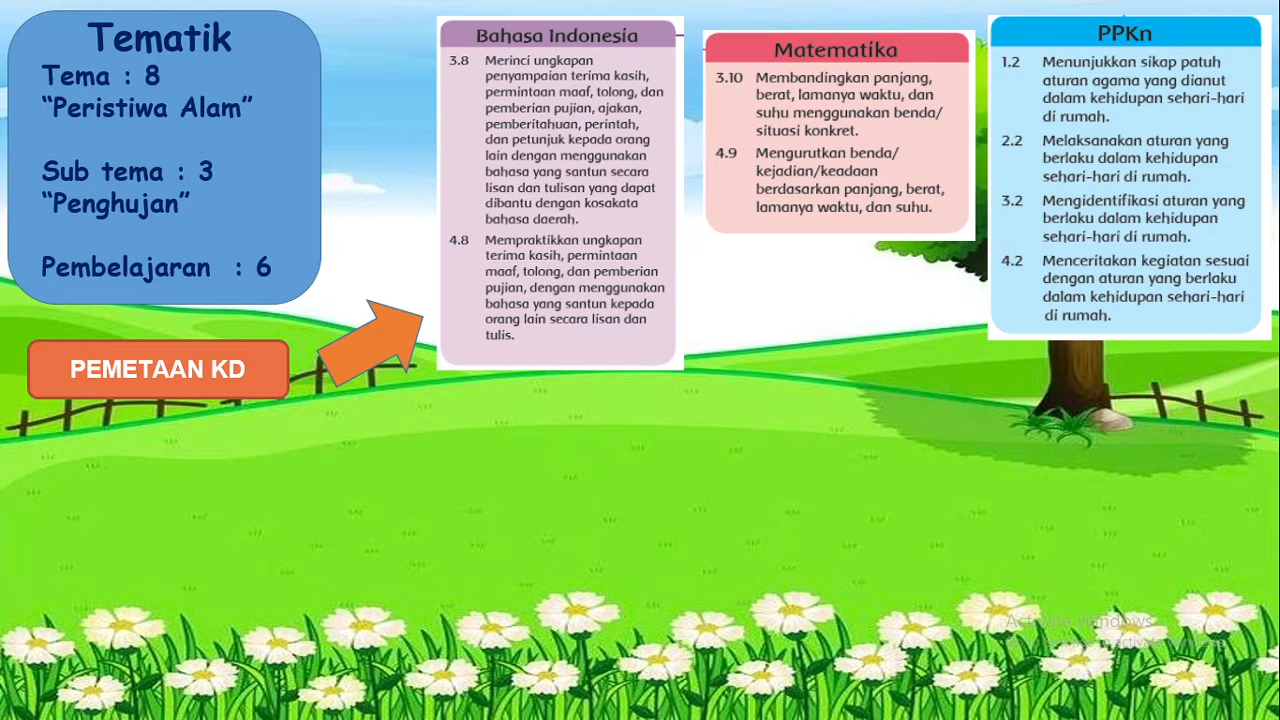 Tematik
Tema : 8
“Peristiwa Alam”
Sub tema : 3
“Penghujan”
Pembelajaran : 6
PEMETAAN KD
Bahasa Indonesia
3.8 Merinci ungkapan
penyampaian terima kasih,
permintaan maaf, tolong, dan
pemberian pujian, ajakan,
pemberitahuan, perintah,
dan petunjuk kepada orang
lain dengan menggunakan
bahasa yang santun secara
lisan dan tulisan yang dapat
dibantu dengan kosakata
bahasa daerah.
4.8 Mempraktikkan ungkapan
terima kasih, permintaan
maaf, tolong, dan pemberian
pujian, dengan menggunakan
bahasa yang santun kepada
orang lain secara lisan dan
tulis.
Matematika
3.10 Membandingkan panjang,
berat, lamanya waktu, dan
suhu menggunakan benda/
situasi konkret.
4.9 Mengurutkan benda/
kejadian/keadaan
berdasarkan panjang, berat,
lamanya waktu, dan suhu.
PPKn
1.2 Menunjukkan sikap patuh
aturan agama yang dianut
dalam kehidupan sehari-hari
di rumah.
2.2 Melaksanakan aturan yang
berlaku dalam kehidupan
sehari-hari di rumah.
3.2 Mengidentifikasi aturan yang
berlaku dalam kehidupan
sehari-hari di rumah.
4.2 Menceritakan kegiatan sesuai
dengan aturan yang berlaku
dalam kehidupan sehari-hari
di rumah.
Activate Windows